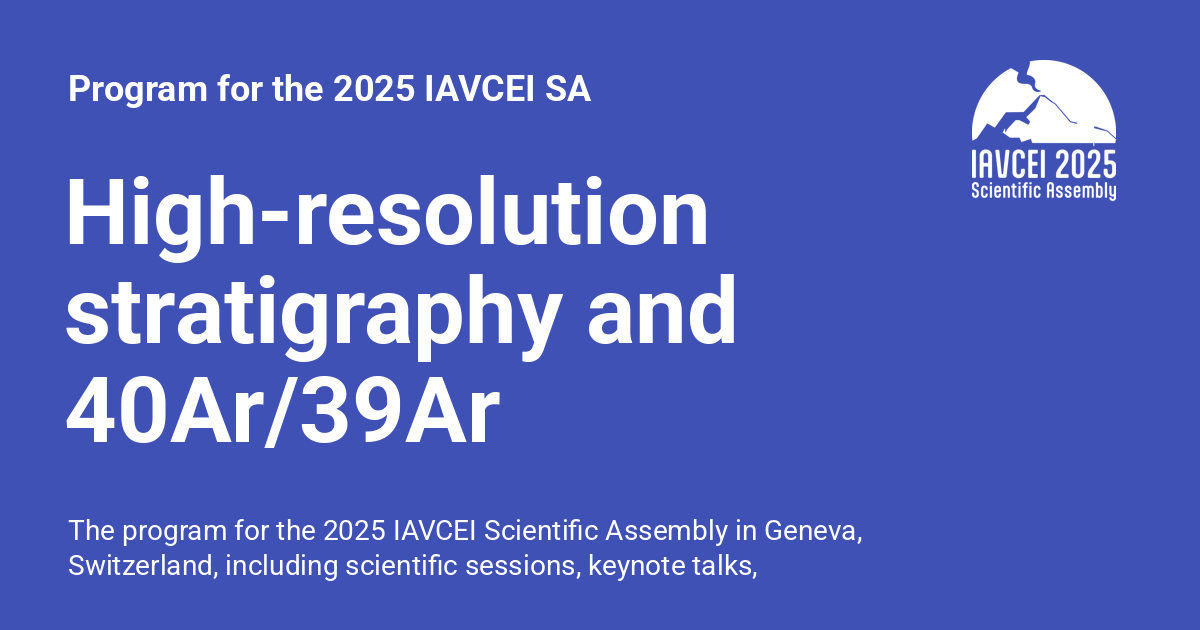 Program for the 2025 IAVCEI SA
IAVCEI 2025
Scientific Assembly
High-resolution
stratigraphy and
40Ar/39Ar
The program for the 2025 IAVCEI Scientific Assembly in Geneva,
Switzerland, including scientific sessions, keynote talks,